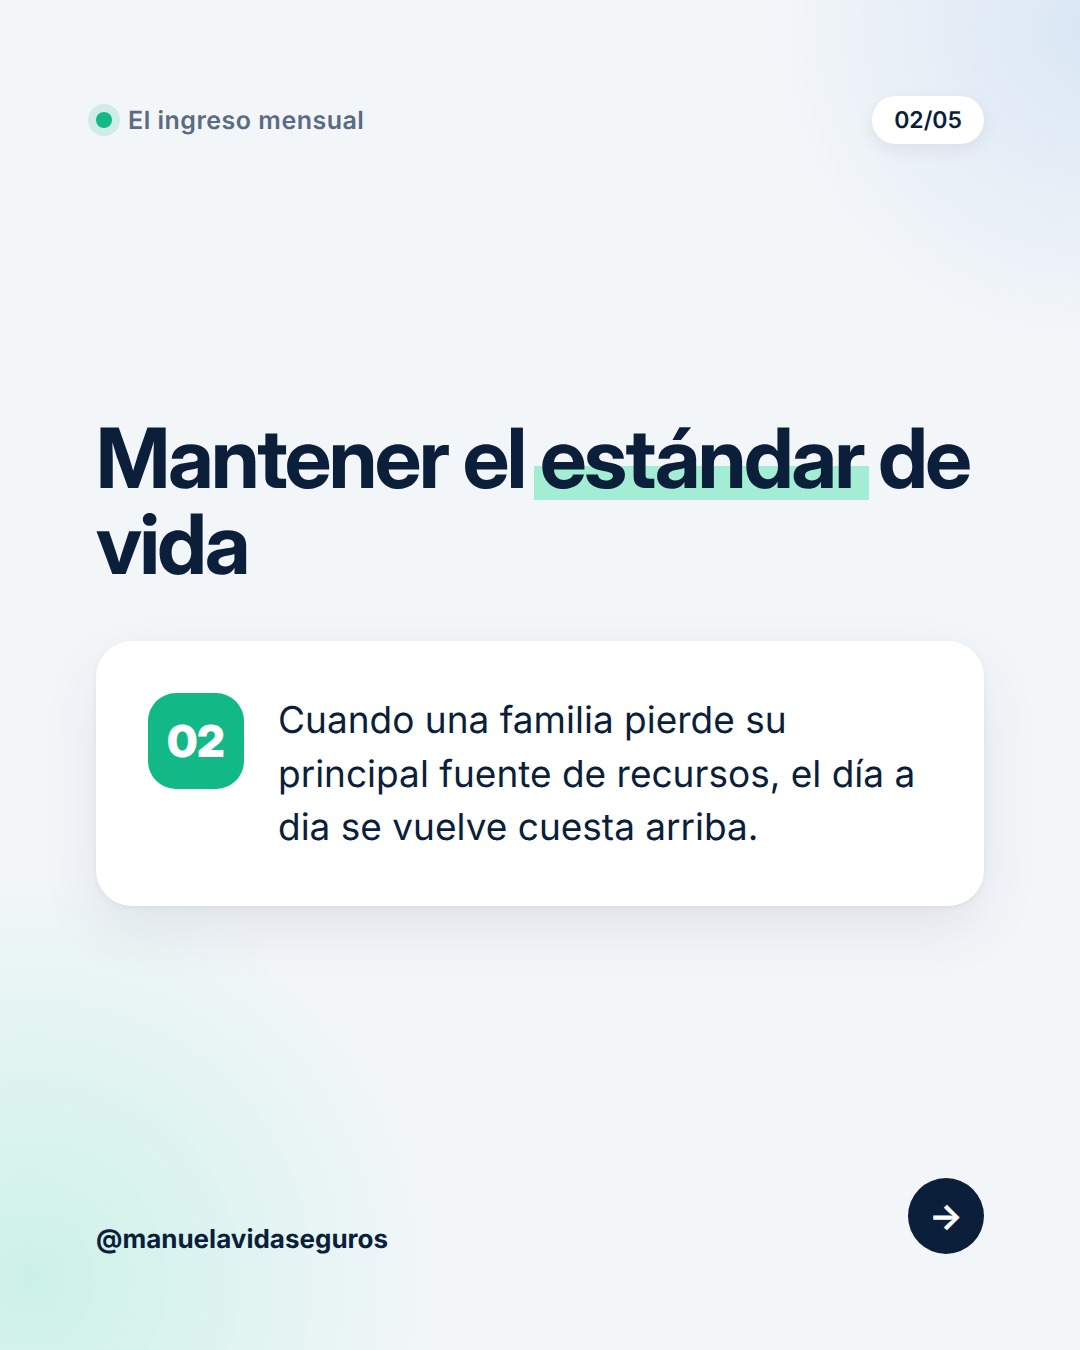 El ingreso mensual
02/05
Mantener el estándar de
vida
02
Cuando una familia pierde su
principal fuente de recursos, el día a
dia se vuelve cuesta arriba.
@manuelavidaseguros
→